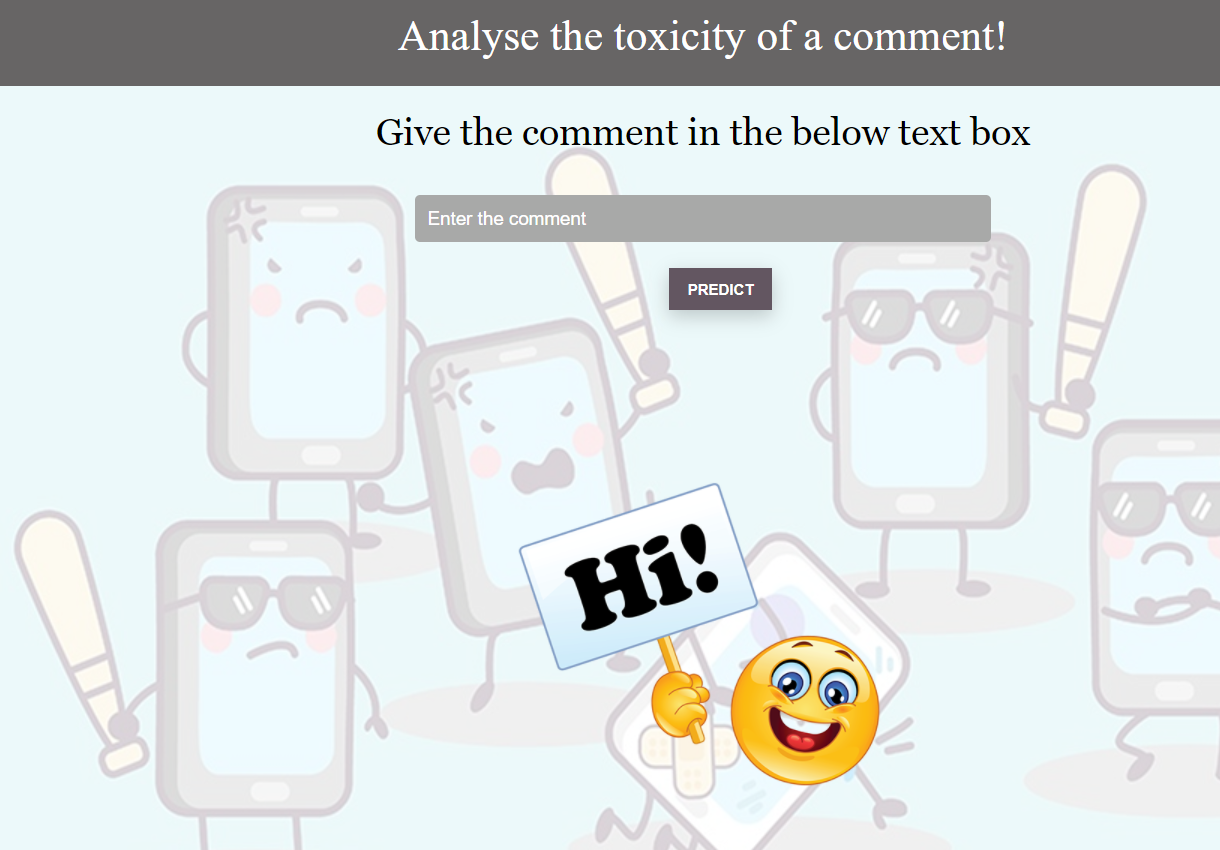 Analyse the toxicity of a comment!
Give the comment in the below text box
Enter the comment
PREDICT
Hi!